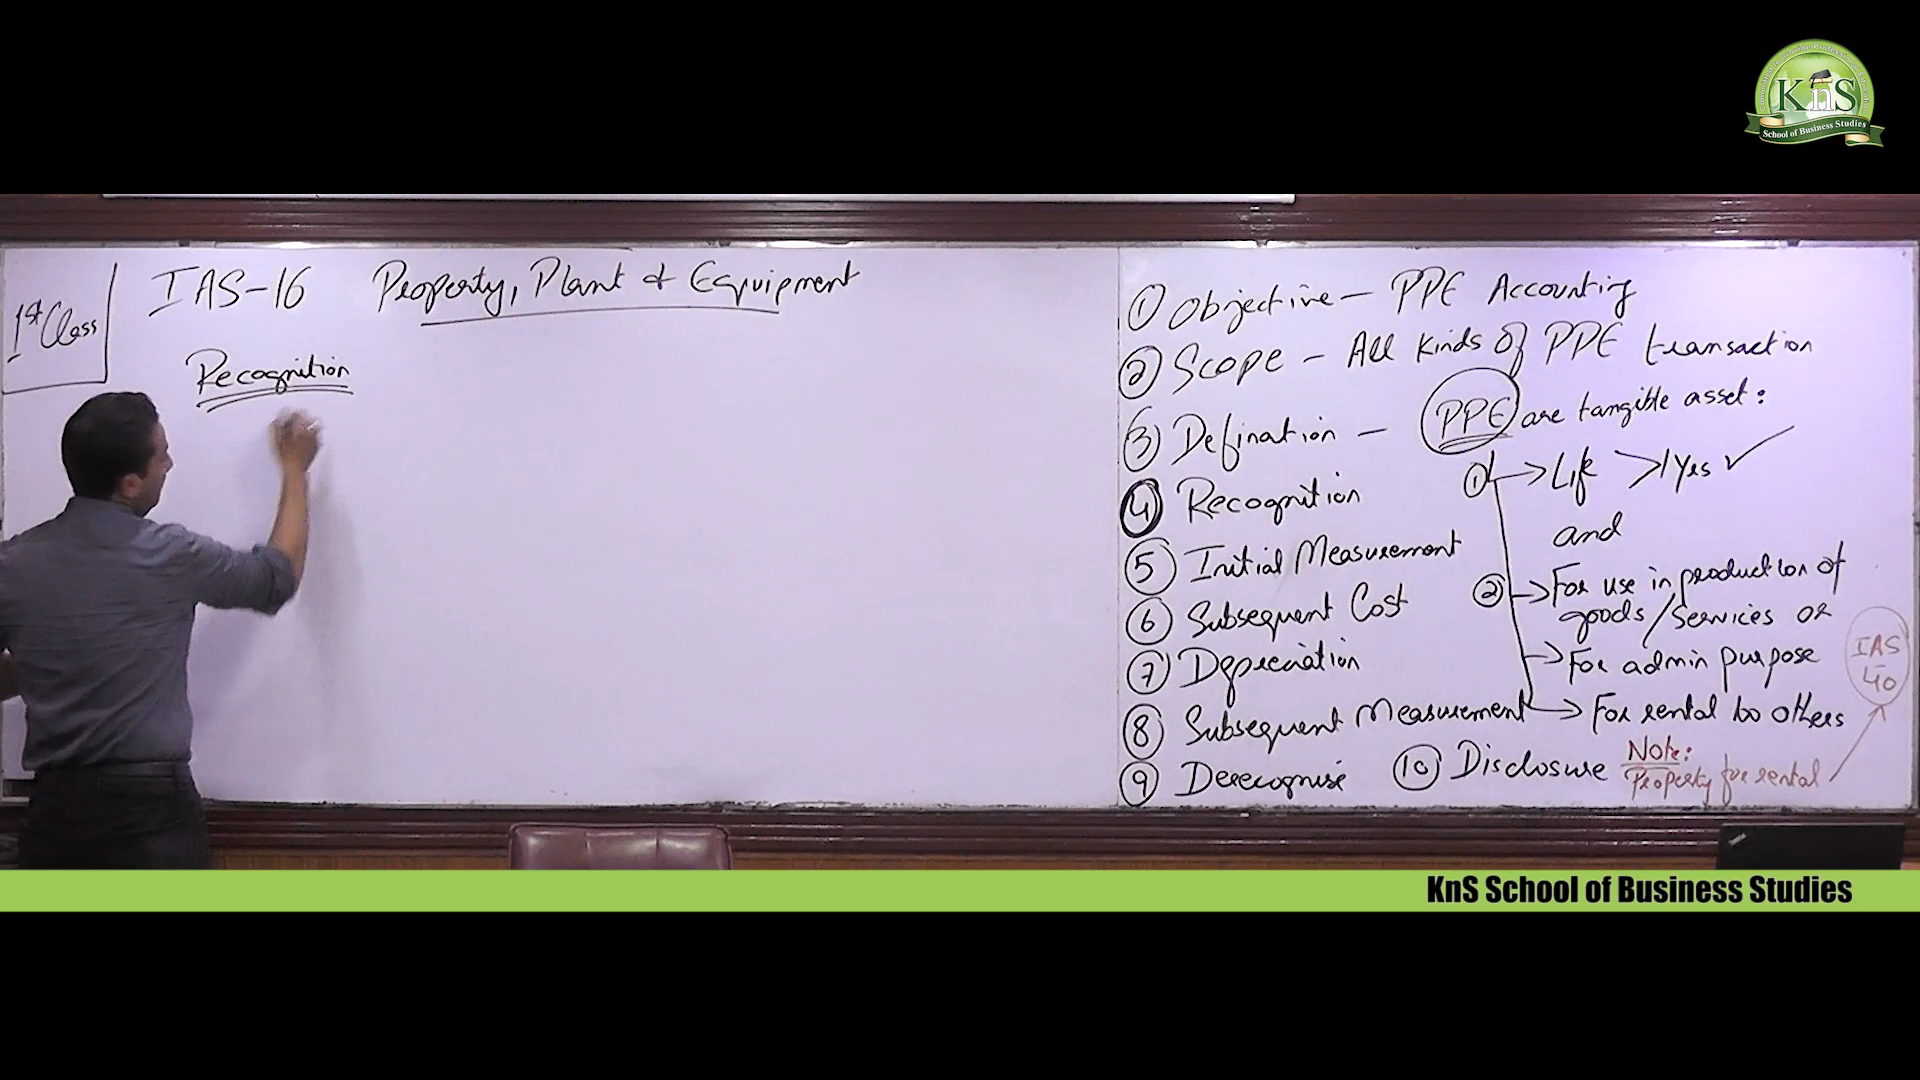 KnS
School of Business Studies
1st Class
IAS-16 Property, Plant & Equipment
Recognition
① Objective - PPE Accounting
② Scope - All Kinds of PPE transaction
③ Defination - PPE are tangible asset:
① → Life > 1 Yes ✓
and
② → For use in production of
goods/services or
→ For admin purpose
→ For rental to others
④ Recognition
⑤ Initial Measurement
⑥ Subsequent Cost
⑦ Depreciation
⑧ Subsequent Measurement
⑨ Derecognise
⑩ Disclosure
Note:
Property for rental
IAS
40
KnS School of Business Studies